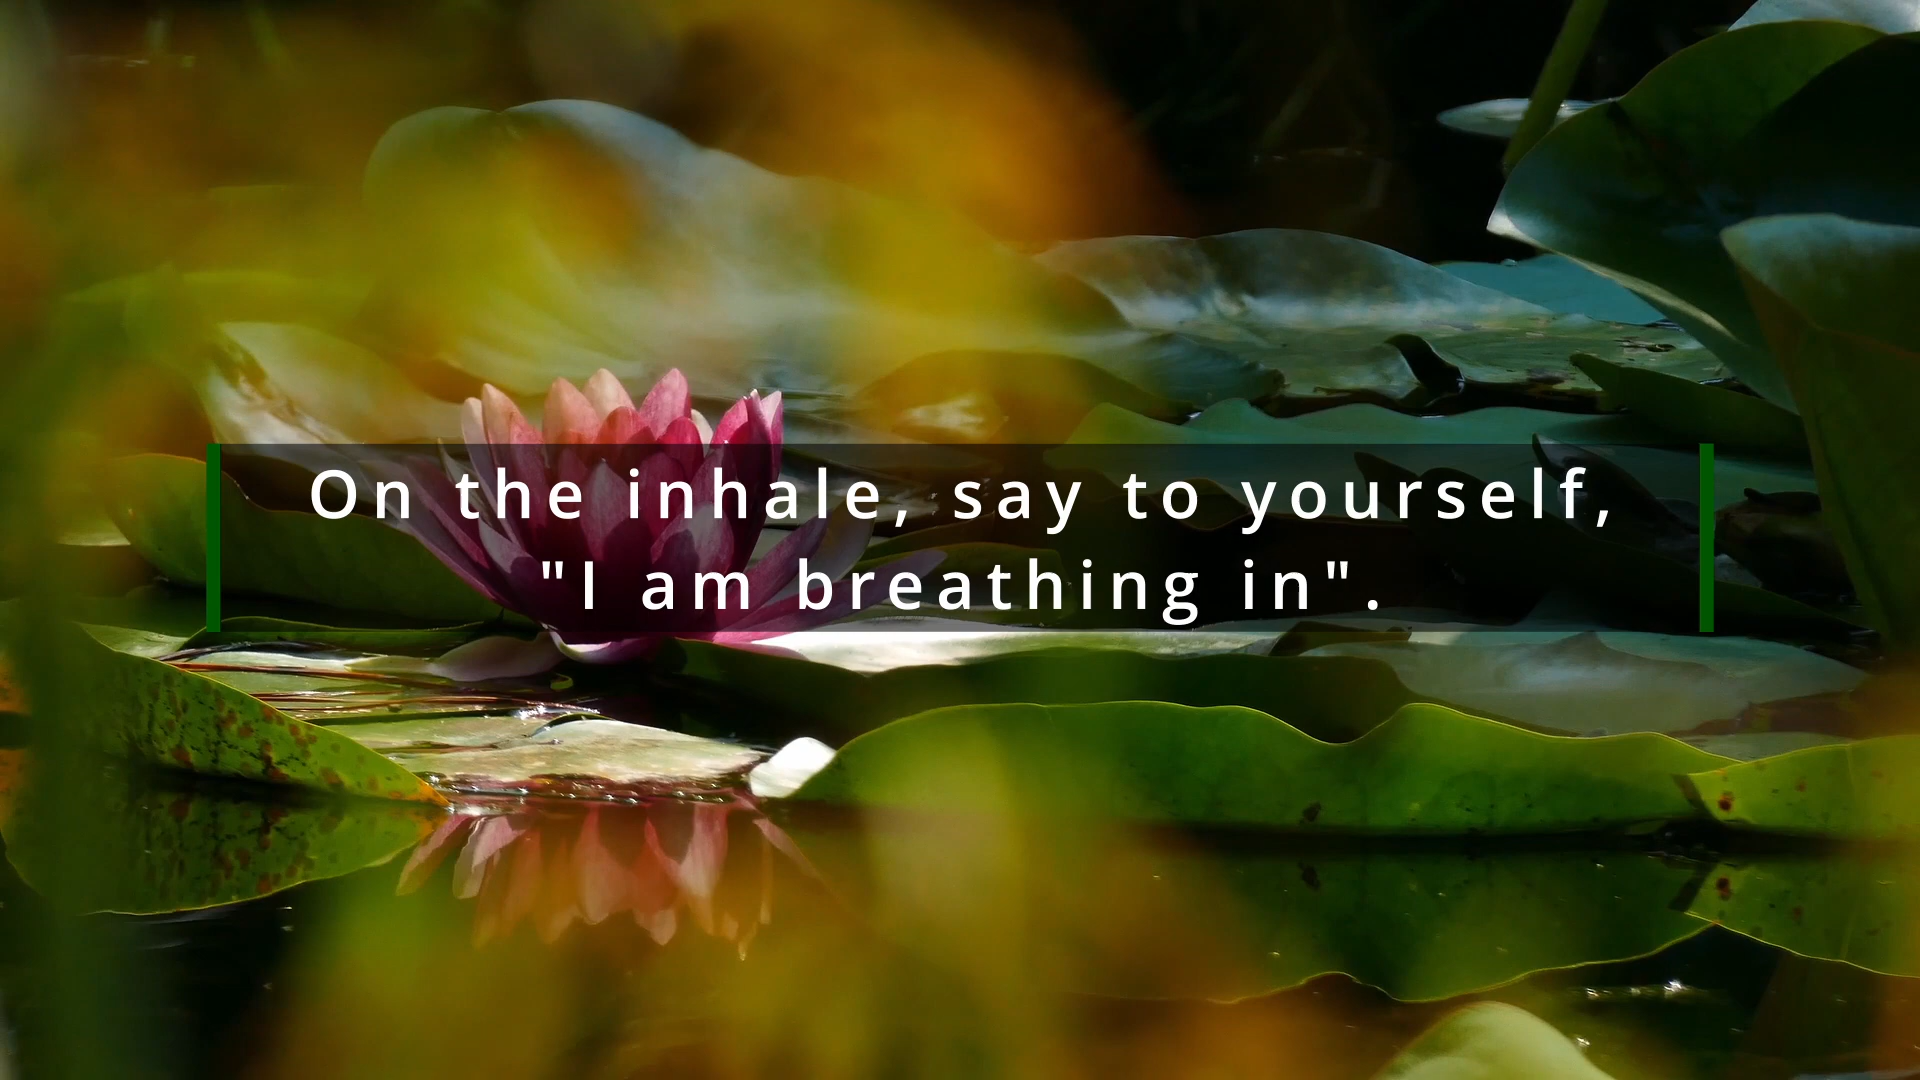 On the inhale, say to yourself,
"I am breathing in".